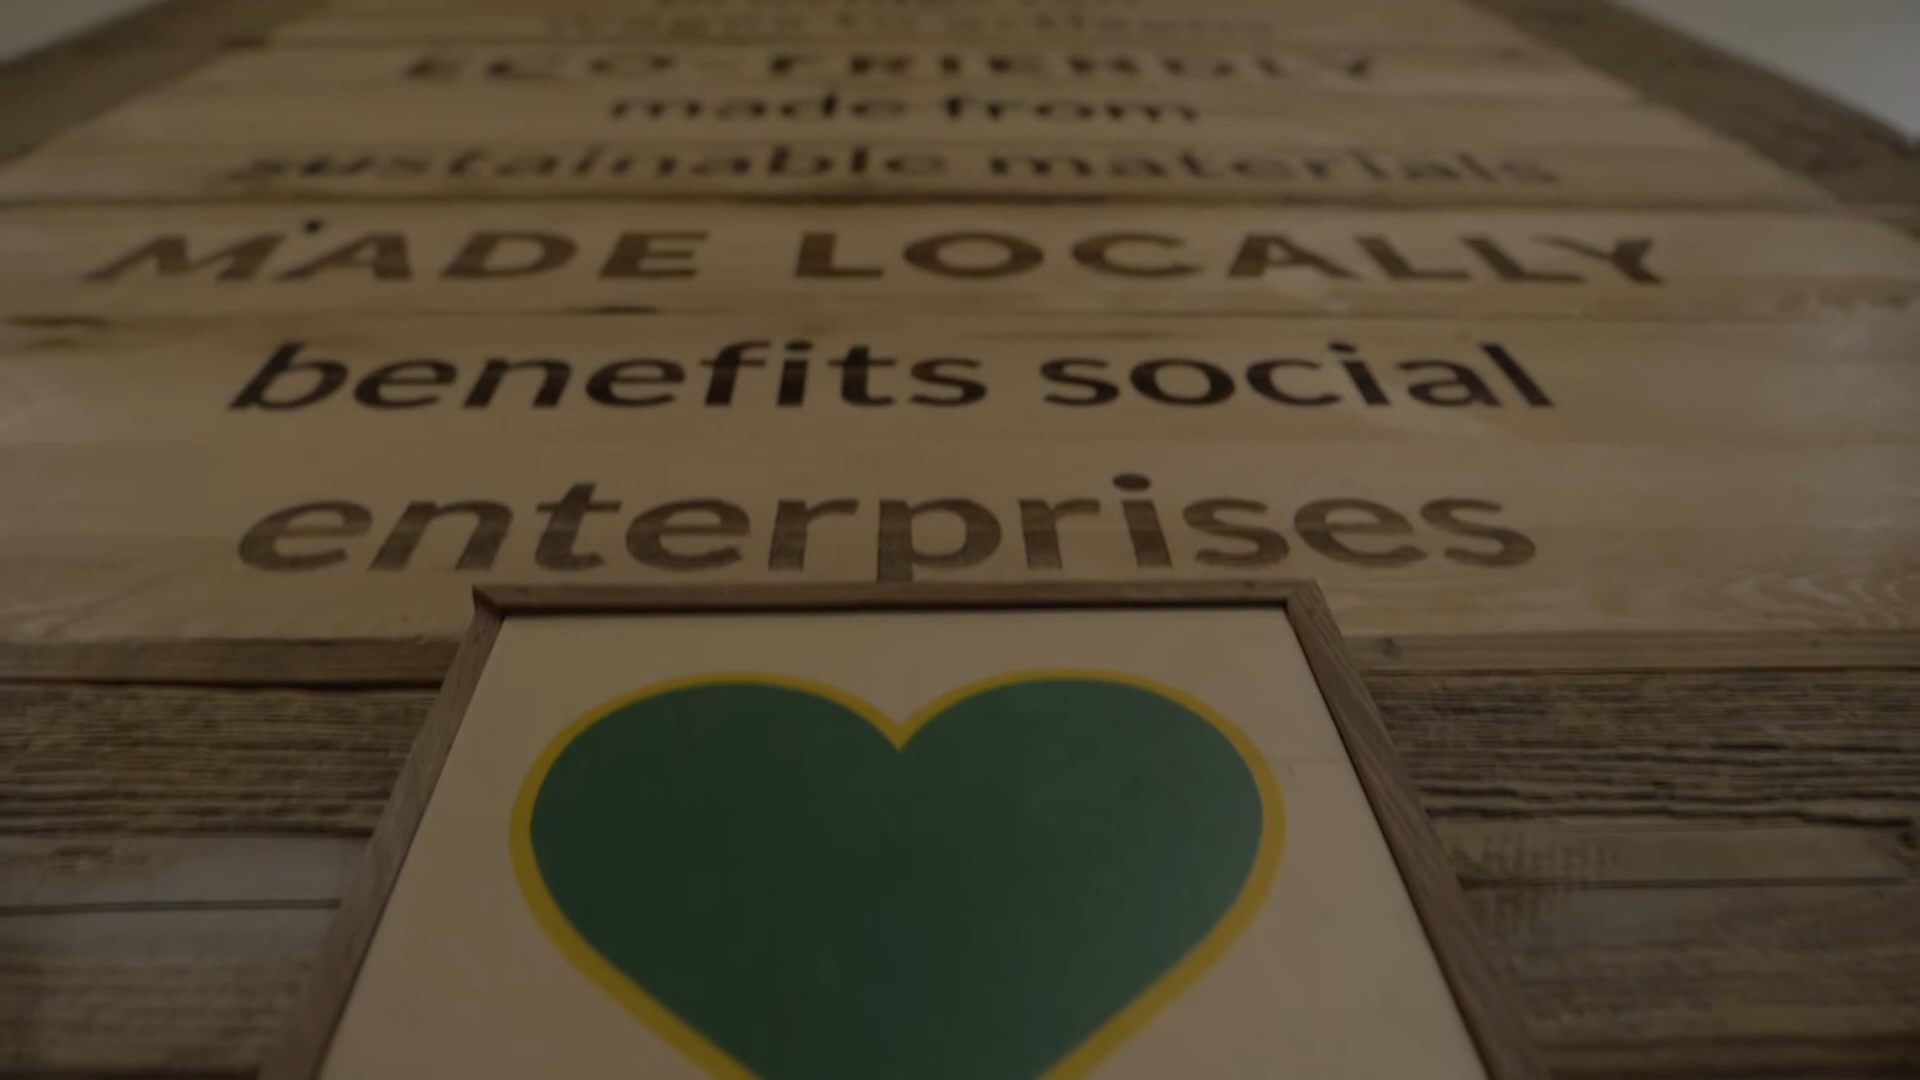 ECO-FRIENDLY
made from
sustainable materials
MADE LOCALLY
benefits social
enterprises